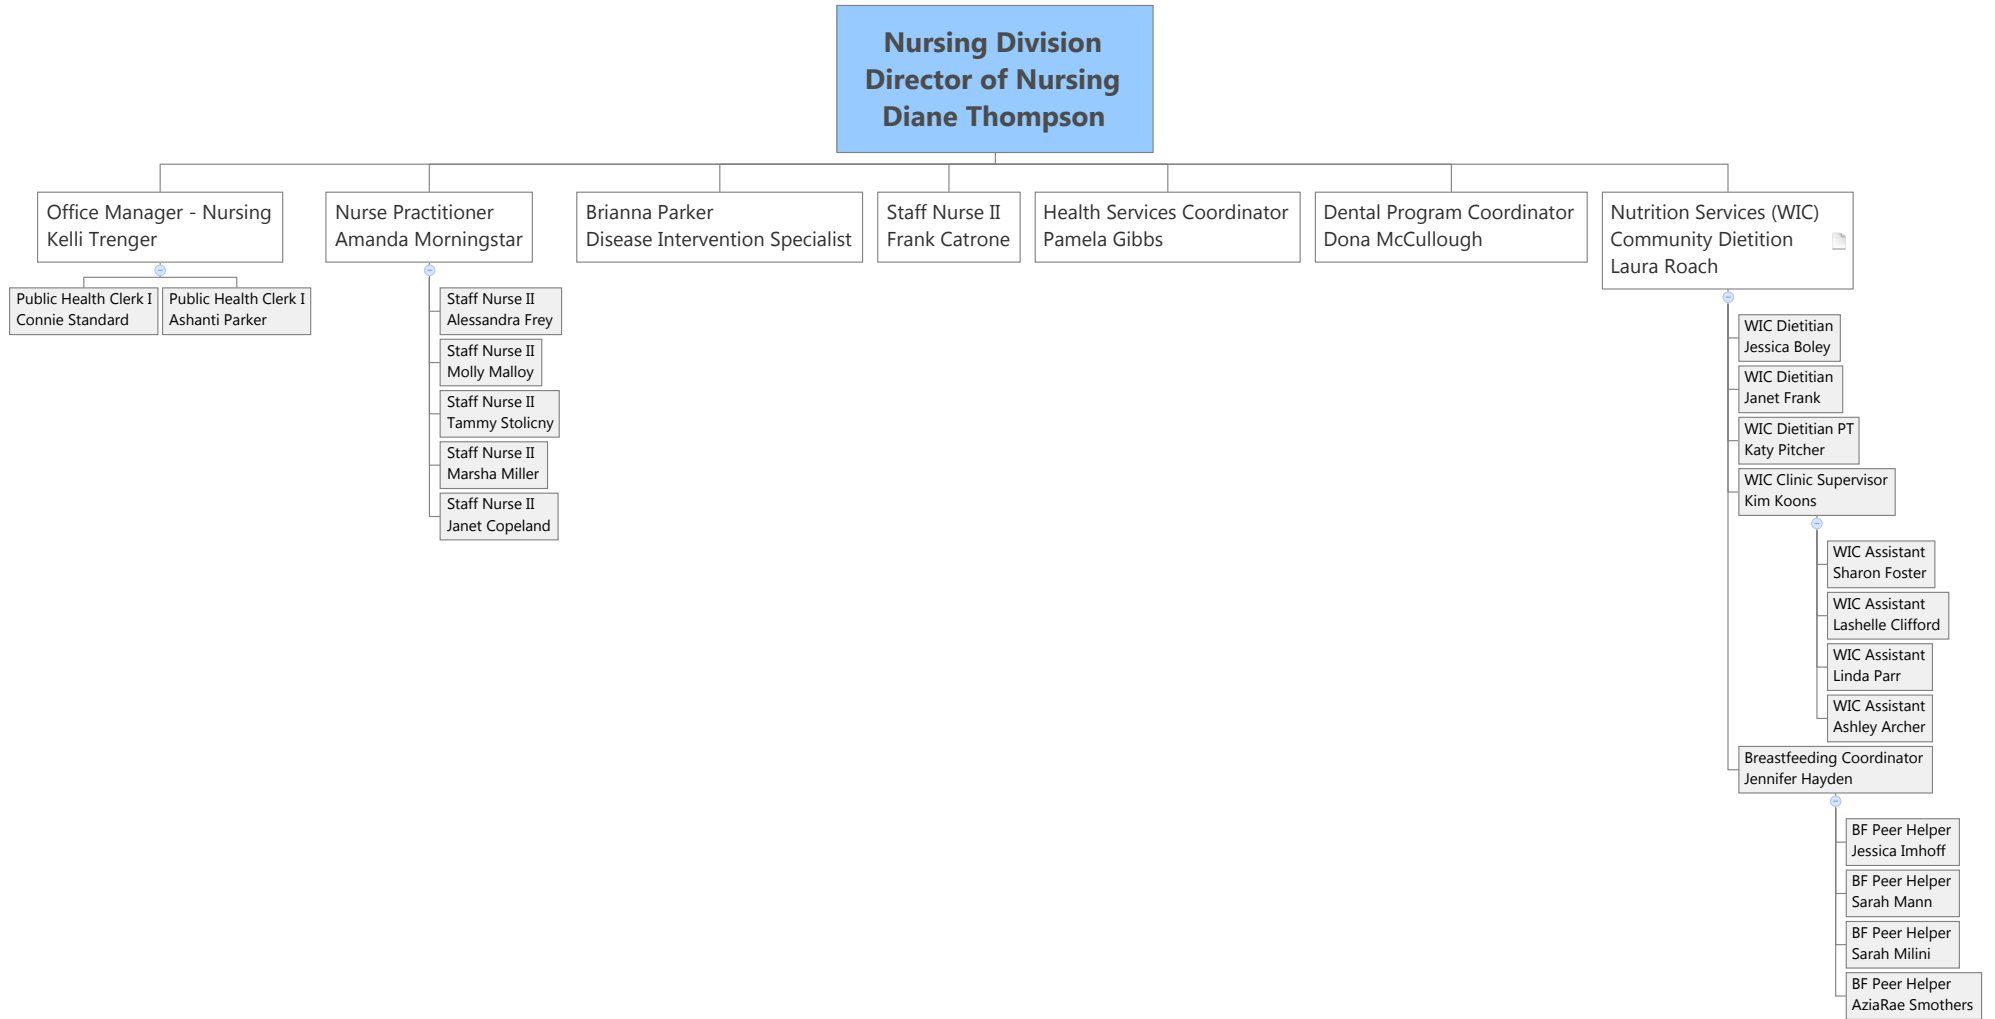 Nursing Division
Director of Nursing
Diane Thompson
Office Manager - Nursing
Kelli Trenger
Nurse Practitioner
Amanda Morningstar
Brianna Parker
Disease Intervention Specialist
Staff Nurse II
Frank Catrone
Health Services Coordinator
Pamela Gibbs
Dental Program Coordinator
Dona McCullough
Nutrition Services (WIC)
Community Dietition
Laura Roach
Public Health Clerk I
Connie Standard
Public Health Clerk I
Ashanti Parker
Staff Nurse II
Alessandra Frey
Staff Nurse II
Molly Malloy
Staff Nurse II
Tammy Stolicny
Staff Nurse II
Marsha Miller
Staff Nurse II
Janet Copeland
WIC Dietitian
Jessica Boley
WIC Dietitian
Janet Frank
WIC Dietitian PT
Katy Pitcher
WIC Clinic Supervisor
Kim Koons
WIC Assistant
Sharon Foster
WIC Assistant
Lashelle Clifford
WIC Assistant
Linda Parr
WIC Assistant
Ashley Archer
Breastfeeding Coordinator
Jennifer Hayden
BF Peer Helper
Jessica Imhoff
BF Peer Helper
Sarah Mann
BF Peer Helper
Sarah Milini
BF Peer Helper
AziaRae Smothers